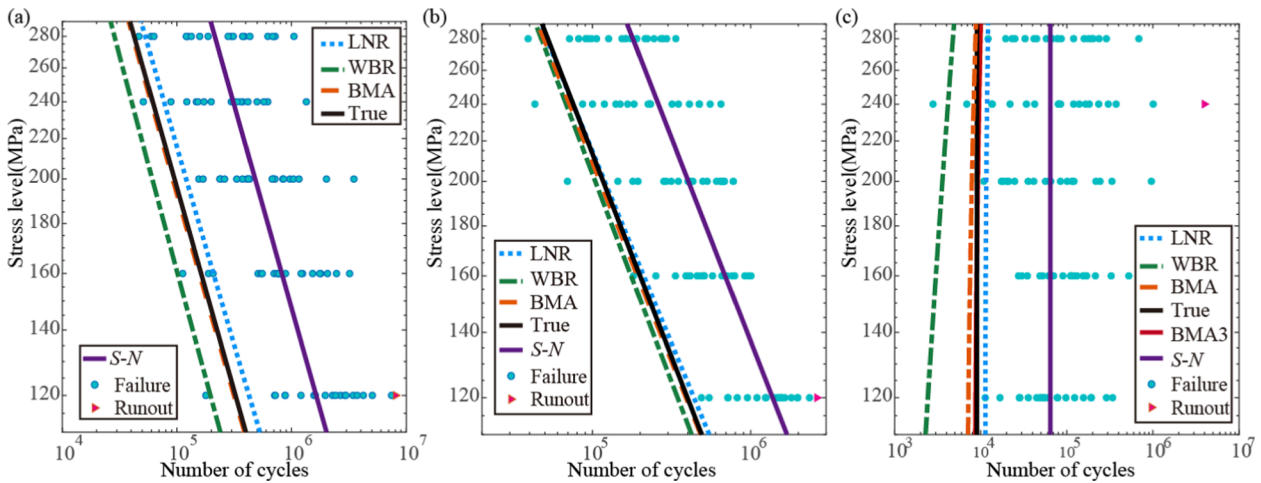 (a)
280
260
240
220
200
180
160
140
120
Stress level(MPa)
LNR
WBR
BMA
True
S-N
Failure
Runout
10^4
10^5
10^6
10^7
Number of cycles
(b)
280
260
240
220
200
180
160
140
120
Stress level(MPa)
LNR
WBR
BMA
True
S-N
Failure
Runout
10^5
10^6
Number of cycles
(c)
280
260
240
220
200
180
160
140
120
Stress level(MPa)
LNR
WBR
BMA
True
BMA3
S-N
Failure
Runout
10^3
10^4
10^5
10^6
10^7
Number of cycles